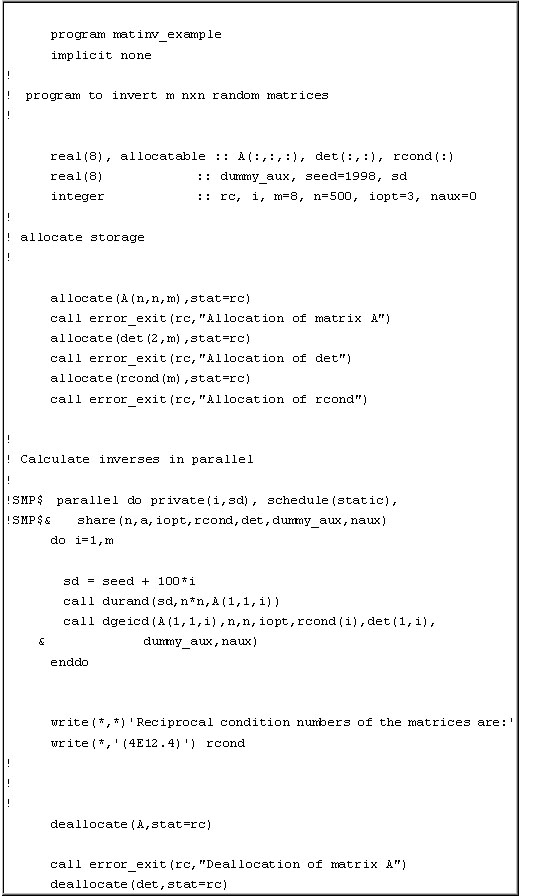 program matinv_example
implicit none
!
! program to invert m nxn random matrices
!
real(8), allocatable :: A(:,:,:), det(:,:), rcond(:)
real(8) :: dummy_aux, seed=1998, sd
integer :: rc, i, m=8, n=500, iopt=3, naux=0
!
! allocate storage
!
allocate(A(n,n,m),stat=rc)
call error_exit(rc,"Allocation of matrix A")
allocate(det(2,m),stat=rc)
call error_exit(rc,"Allocation of det")
allocate(rcond(m),stat=rc)
call error_exit(rc,"Allocation of rcond")
!
! Calculate inverses in parallel
!
!SMP$ parallel do private(i,sd), schedule(static),
!SMP$& share(n,a,iopt,rcond,det,dummy_aux,naux)
do i=1,m
sd = seed + 100*i
call durand(sd,n*n,A(1,1,i))
call dgeicd(A(1,1,i),n,n,iopt,rcond(i),det(1,i),
& dummy_aux,naux)
enddo
write(*,*)'Reciprocal condition numbers of the matrices are:'
write(*,'(4E12.4)') rcond
!
!
!
deallocate(A,stat=rc)
call error_exit(rc,"Deallocation of matrix A")
deallocate(det,stat=rc)